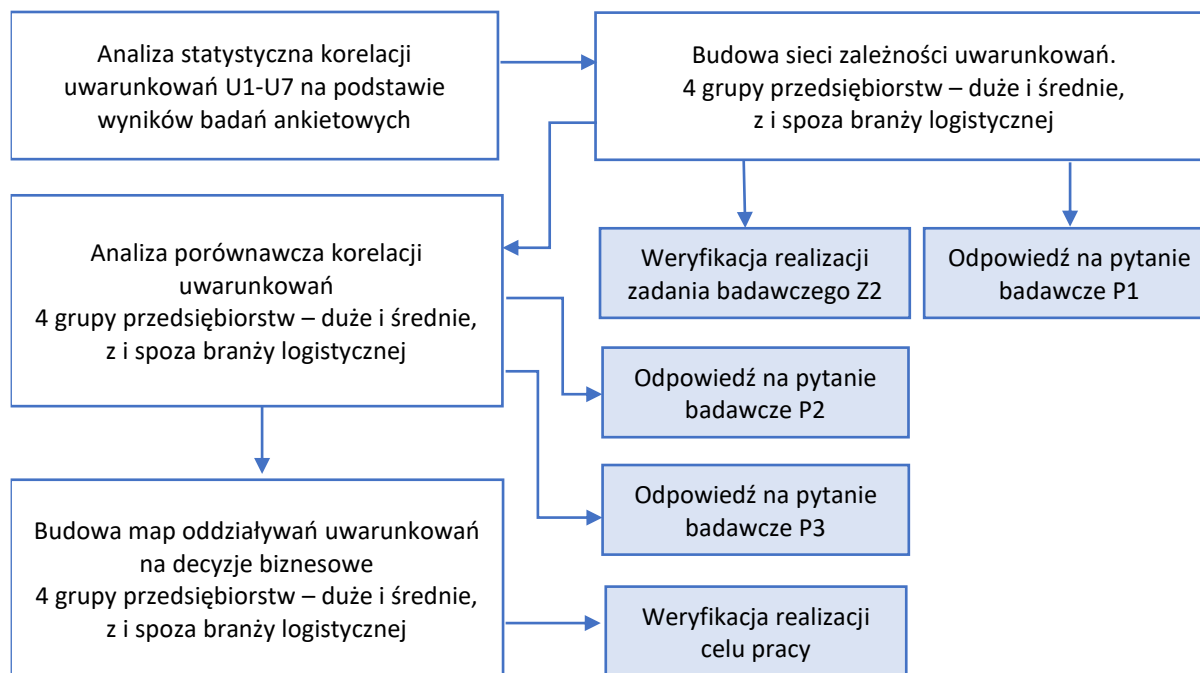 Analiza statystyczna korelacji
uwarunkowań U1-U7 na podstawie
wyników badań ankietowych
Budowa sieci zależności uwarunkowań.
4 grupy przedsiębiorstw – duże i średnie,
z i spoza branży logistycznej
Weryfikacja realizacji
zadania badawczego Z2
Odpowiedź na pytanie
badawcze P1
Analiza porównawcza korelacji
uwarunkowań
4 grupy przedsiębiorstw – duże i średnie,
z i spoza branży logistycznej
Odpowiedź na pytanie
badawcze P2
Odpowiedź na pytanie
badawcze P3
Budowa map oddziaływań uwarunkowań
na decyzje biznesowe
4 grupy przedsiębiorstw – duże i średnie,
z i spoza branży logistycznej
Weryfikacja realizacji
celu pracy